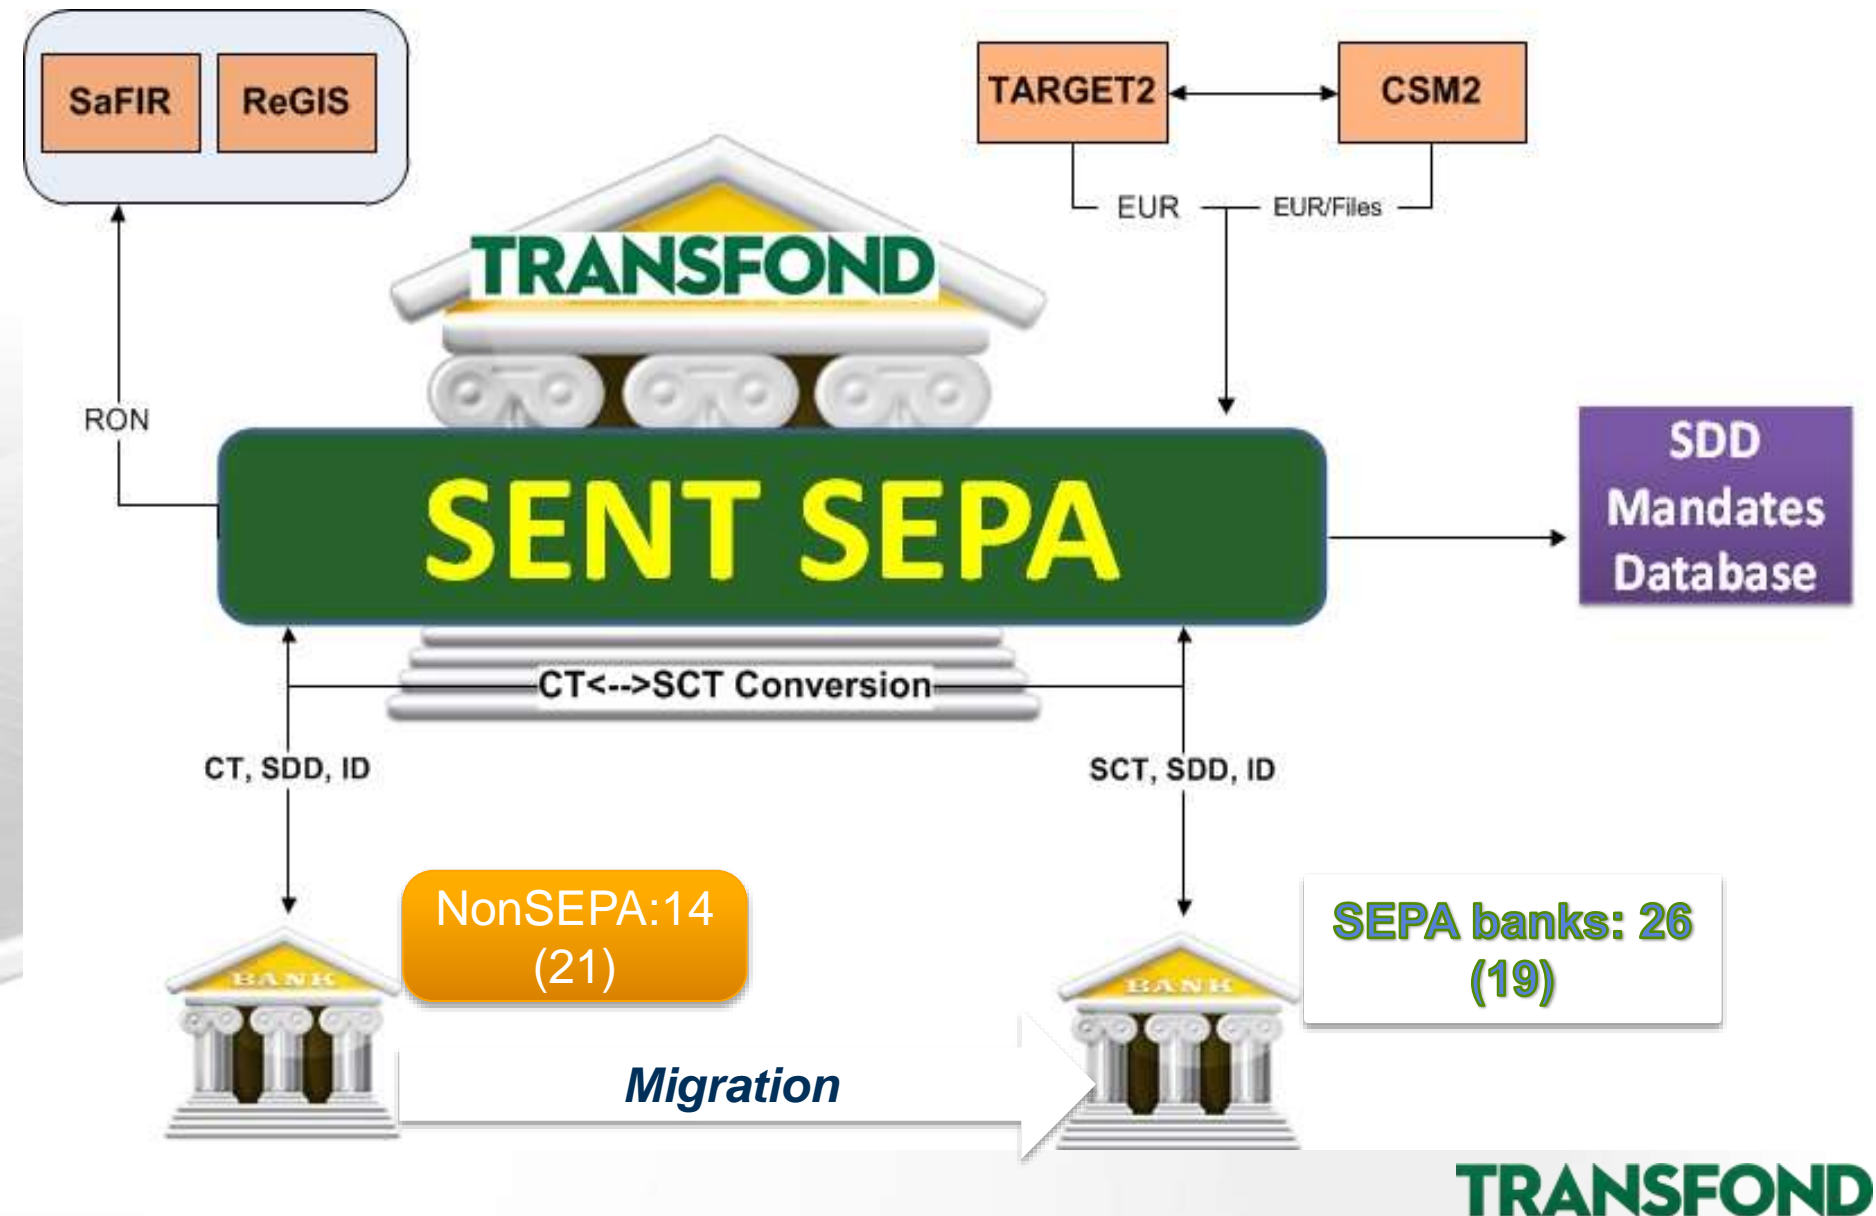 SaFIR
ReGIS
TARGET2
CSM2
EUR
EUR/Files
TRANSFOND
RON
SENT SEPA
SDD
Mandates
Database
CT<-->SCT Conversion
CT, SDD, ID
SCT, SDD, ID
NonSEPA:14
(21)
SEPA banks: 26
(19)
BANK
BANK
Migration
TRANSFOND